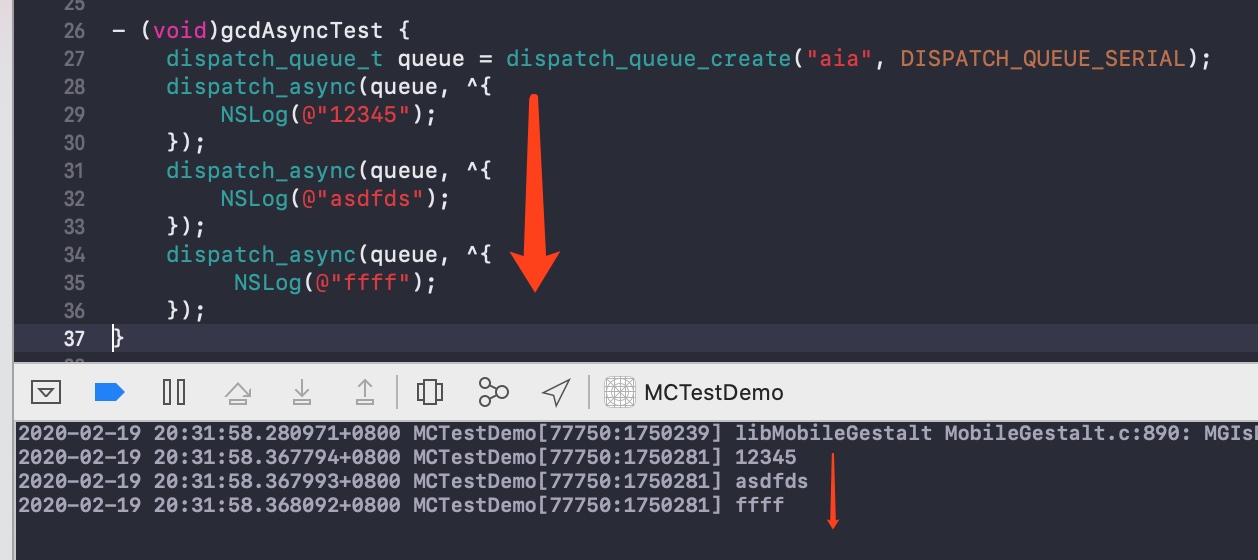 25
26 - (void)gcdAsyncTest {
27 dispatch_queue_t queue = dispatch_queue_create("aia", DISPATCH_QUEUE_SERIAL);
28 dispatch_async(queue, ^{
29 NSLog(@"12345");
30 });
31 dispatch_async(queue, ^{
32 NSLog(@"asdfds");
33 });
34 dispatch_async(queue, ^{
35 NSLog(@"ffff");
36 });
37 }
MCTestDemo
2020-02-19 20:31:58.280971+0800 MCTestDemo[77750:1750239] libMobileGestalt MobileGestalt.c:890: MGIs
2020-02-19 20:31:58.367794+0800 MCTestDemo[77750:1750281] 12345
2020-02-19 20:31:58.367993+0800 MCTestDemo[77750:1750281] asdfds
2020-02-19 20:31:58.368092+0800 MCTestDemo[77750:1750281] ffff